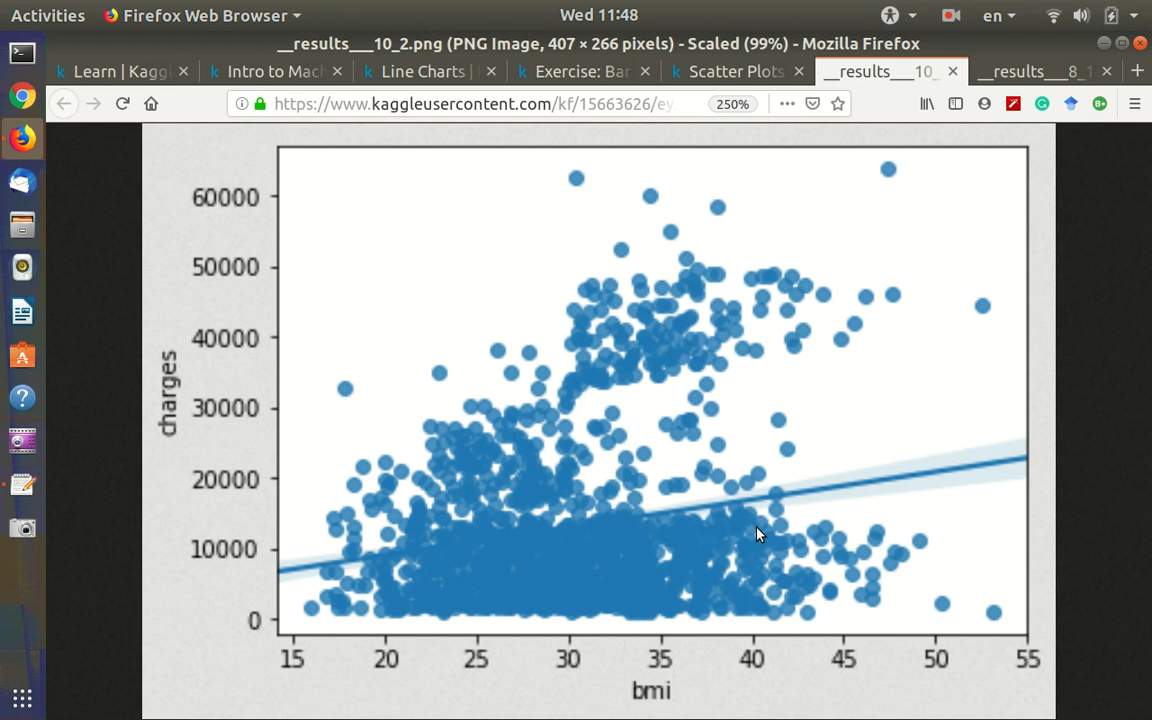 Activities Firefox Web Browser Wed 11:48 en
__results___10_2.png (PNG Image, 407 × 266 pixels) - Scaled (99%) - Mozilla Firefox
Learn | Kaggl Intro to Mach Line Charts | Exercise: Bar Scatter Plots __results___10_ __results___8_1
https://www.kaggleusercontent.com/kf/15663626/ey 250%
60000
50000
40000
30000
20000
10000
0
charges
15 20 25 30 35 40 45 50 55
bmi